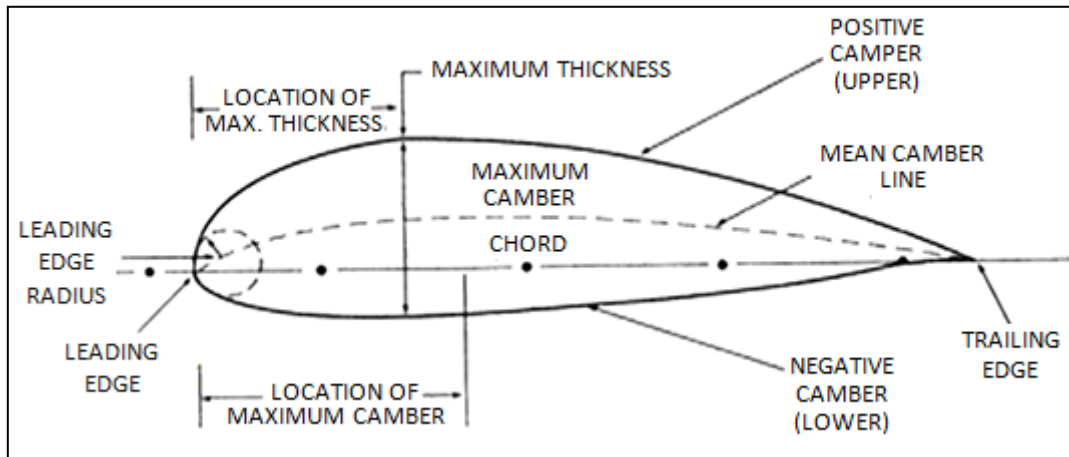 POSITIVE
CAMPER
(UPPER)
MAXIMUM THICKNESS
LOCATION OF
MAX. THICKNESS
MEAN CAMBER
LINE
MAXIMUM
CAMBER
LEADING
EDGE
RADIUS
CHORD
LEADING
EDGE
LOCATION OF
MAXIMUM CAMBER
NEGATIVE
CAMBER
(LOWER)
TRAILING
EDGE